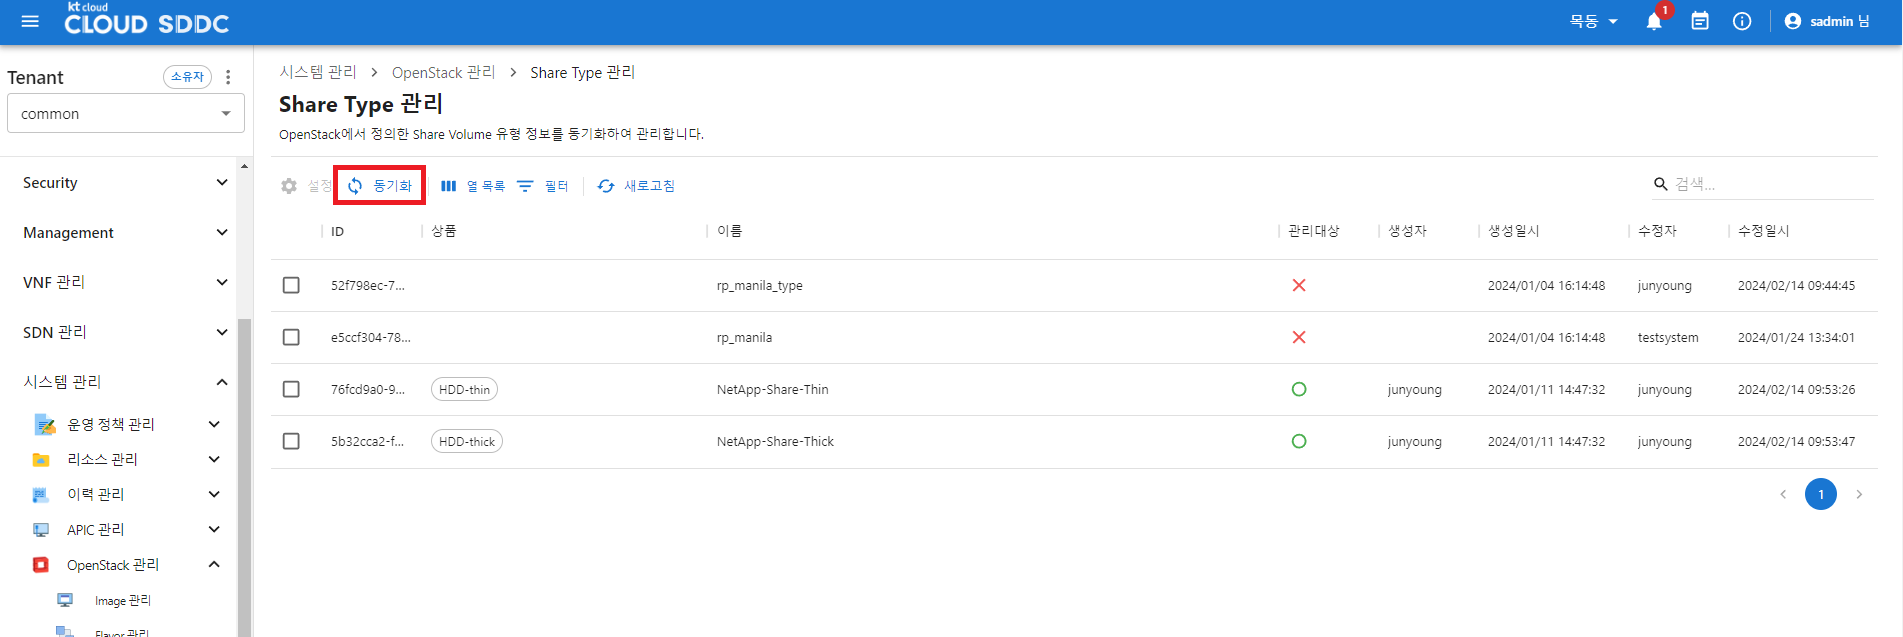 kt cloud
CLOUD SDDC
목동
1
sadmin 님
Tenant
소유자
common
Security
Management
VNF 관리
SDN 관리
시스템 관리
운영 정책 관리
리소스 관리
이력 관리
APIC 관리
OpenStack 관리
Image 관리
Flavor 관리
시스템 관리 > OpenStack 관리 > Share Type 관리
Share Type 관리
OpenStack에서 정의한 Share Volume 유형 정보를 동기화하여 관리합니다.
설정 동기화 열 목록 필터 새로고침
검색...
ID 상품 이름 관리대상 생성자 생성일시 수정자 수정일시
52f798ec-7... rp_manila_type 2024/01/04 16:14:48 junyoung 2024/02/14 09:44:45
e5ccf304-78... rp_manila 2024/01/04 16:14:48 testsystem 2024/01/24 13:34:01
76fcd9a0-9... HDD-thin NetApp-Share-Thin junyoung 2024/01/11 14:47:32 junyoung 2024/02/14 09:53:26
5b32cca2-f... HDD-thick NetApp-Share-Thick junyoung 2024/01/11 14:47:32 junyoung 2024/02/14 09:53:47
1